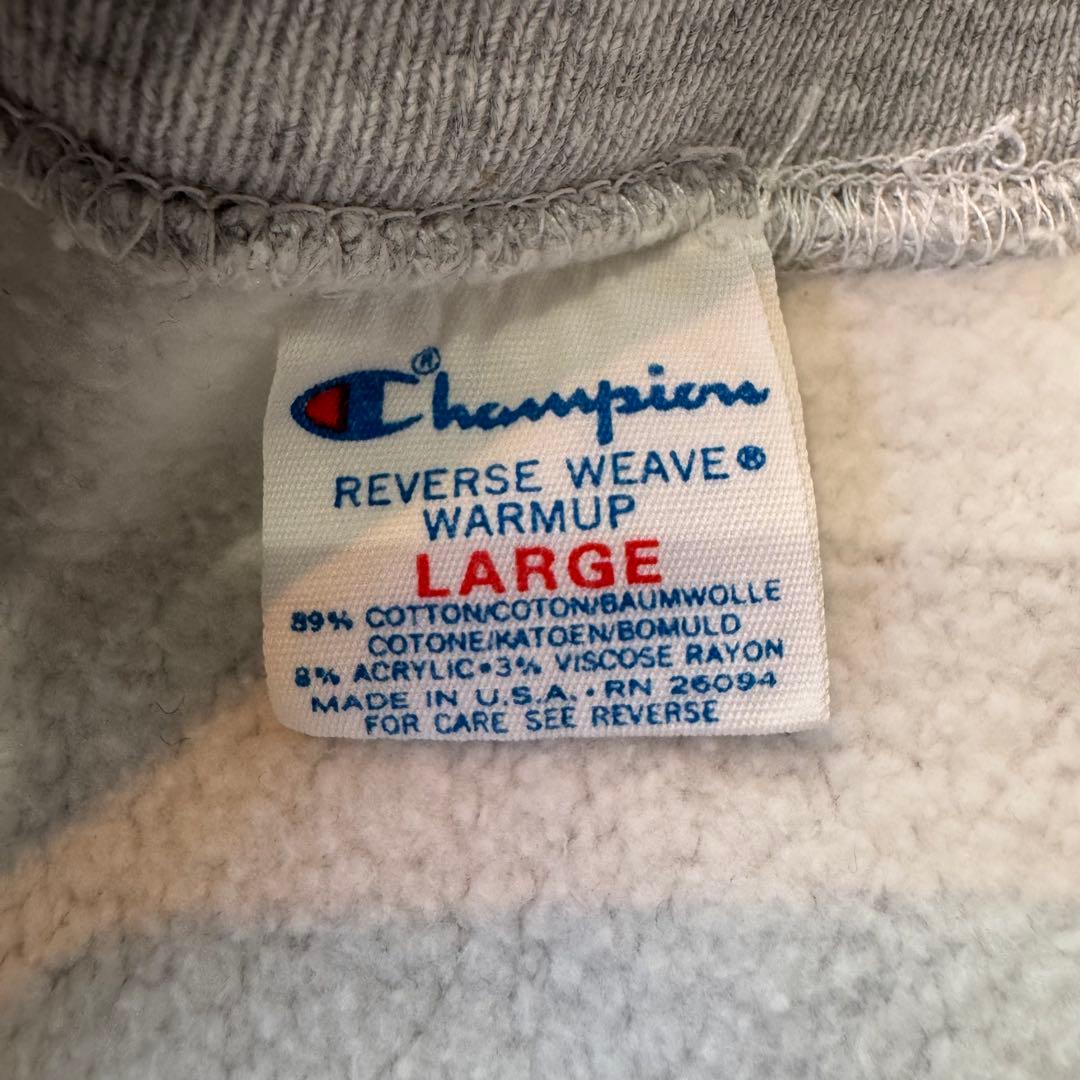 Champion®
REVERSE WEAVE®
WARMUP
LARGE
89% COTTON/COTON/BAUMWOLLE
COTONE/KATOEN/BOMULD
8% ACRYLIC•3% VISCOSE RAYON
MADE IN U.S.A.•RN 26094
FOR CARE SEE REVERSE